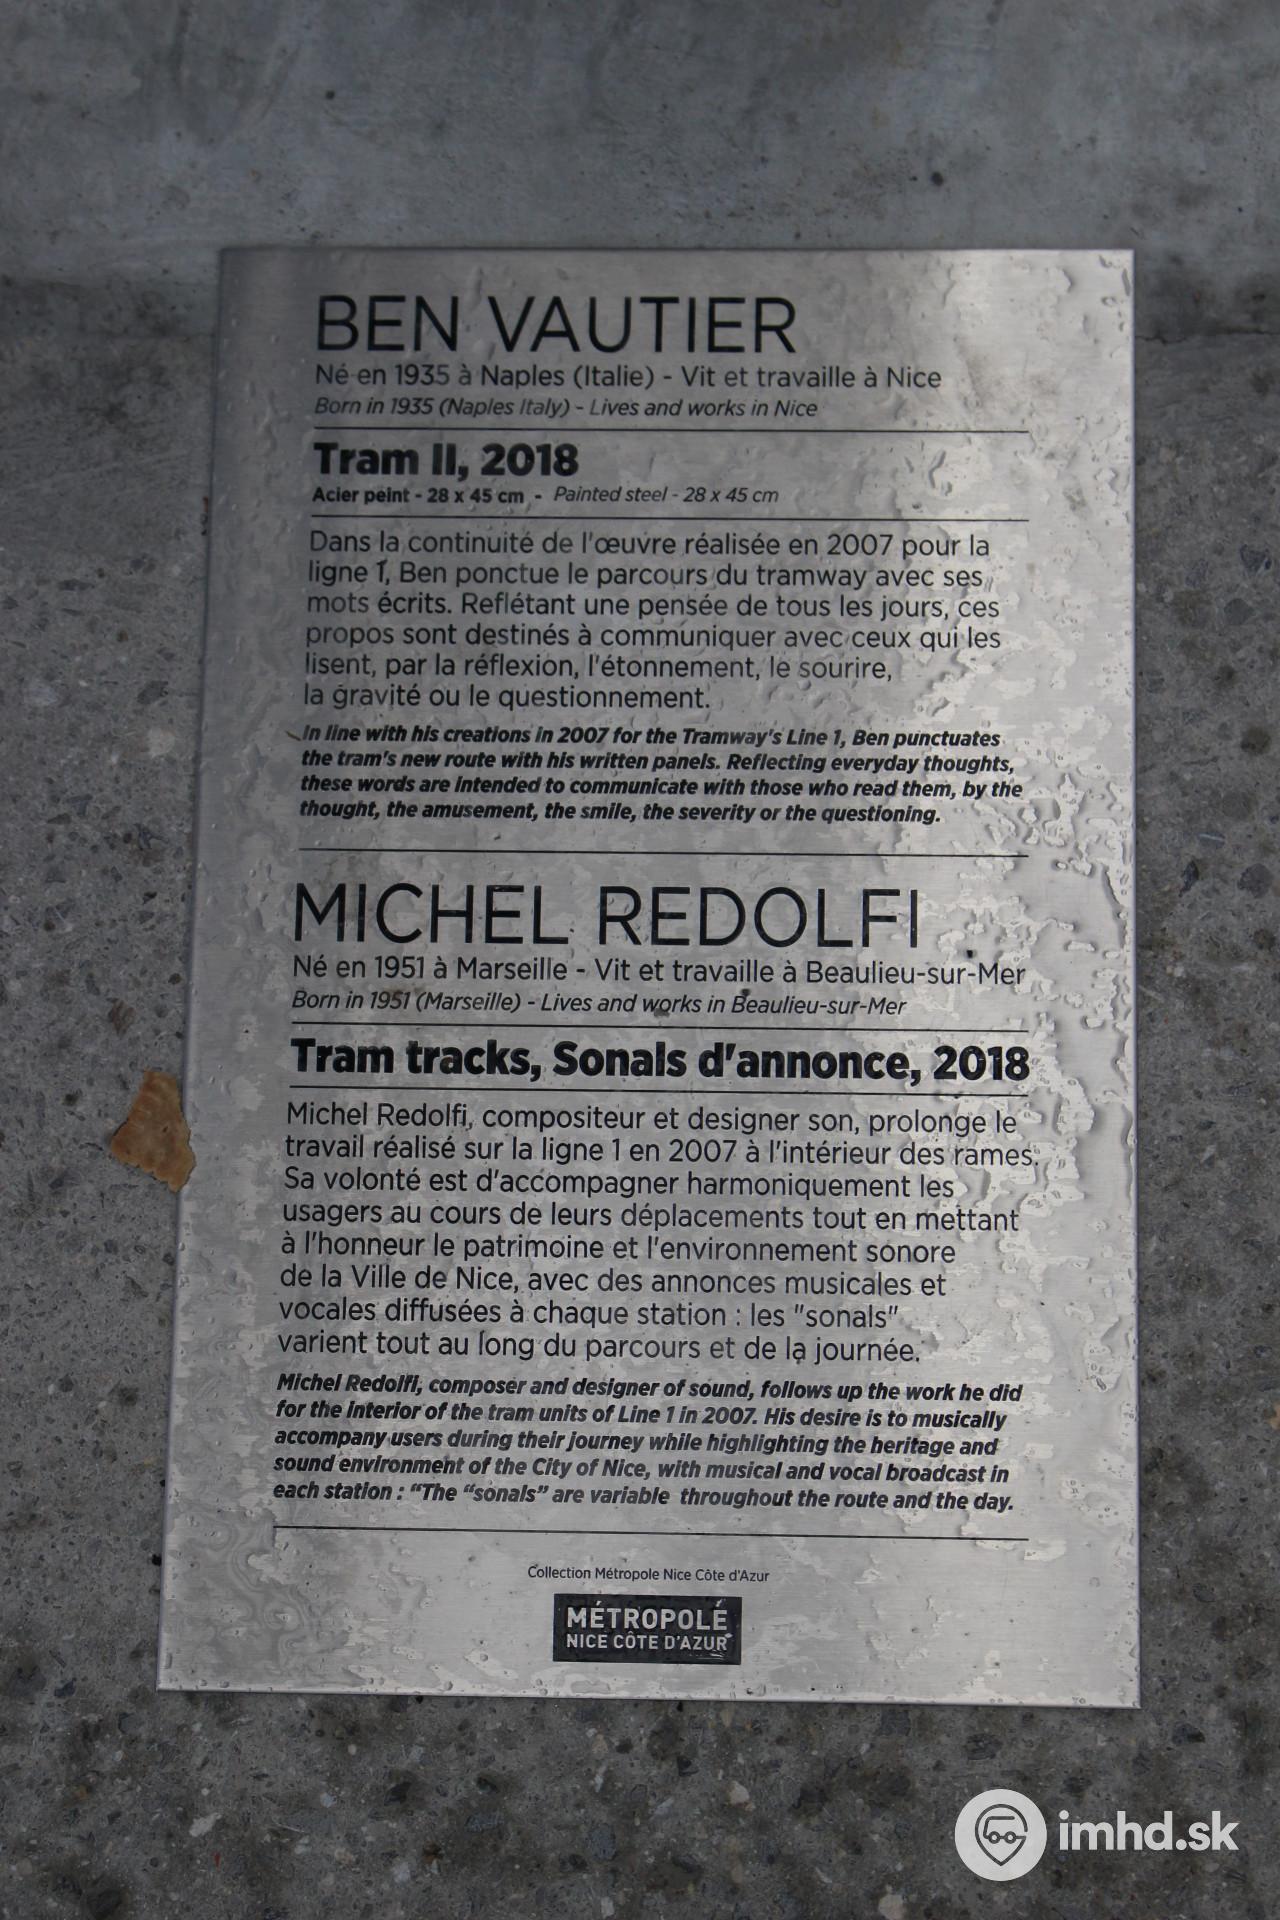 BEN VAUTIER
Né en 1935 à Naples (Italie) - Vit et travaille à Nice
Born in 1935 (Naples Italy) - Lives and works in Nice
Tram II, 2018
Acier peint - 28 x 45 cm - Painted steel - 28 x 45 cm
Dans la continuité de l'œuvre réalisée en 2007 pour la
ligne 1, Ben ponctue le parcours du tramway avec ses
mots écrits. Reflétant une pensée de tous les jours, ces
propos sont destinés à communiquer avec ceux qui les
lisent, par la réflexion, l'étonnement, le sourire,
la gravité ou le questionnement.
In line with his creations in 2007 for the Tramway's Line 1, Ben punctuates
the tram's new route with his written panels. Reflecting everyday thoughts,
these words are intended to communicate with those who read them, by the
thought, the amusement, the smile, the severity or the questioning.
MICHEL REDOLFI
Né en 1951 à Marseille - Vit et travaille à Beaulieu-sur-Mer
Born in 1951 (Marseille) - Lives and works in Beaulieu-sur-Mer
Tram tracks, Sonals d'annonce, 2018
Michel Redolfi, compositeur et designer son, prolonge le
travail réalisé sur la ligne 1 en 2007 à l'intérieur des rames.
Sa volonté est d'accompagner harmoniquement les
usagers au cours de leurs déplacements tout en mettant
à l'honneur le patrimoine et l'environnement sonore
de la Ville de Nice, avec des annonces musicales et
vocales diffusées à chaque station : les "sonals"
varient tout au long du parcours et de la journée.
Michel Redolfi, composer and designer of sound, follows up the work he did
for the interior of the tram units of Line 1 in 2007. His desire is to musically
accompany users during their journey while highlighting the heritage and
sound environment of the City of Nice, with musical and vocal broadcast in
each station : “The “sonals” are variable throughout the route and the day.
Collection Métropole Nice Côte d'Azur
MÉTROPOLE
NICE CÔTE D'AZUR
imhd.sk